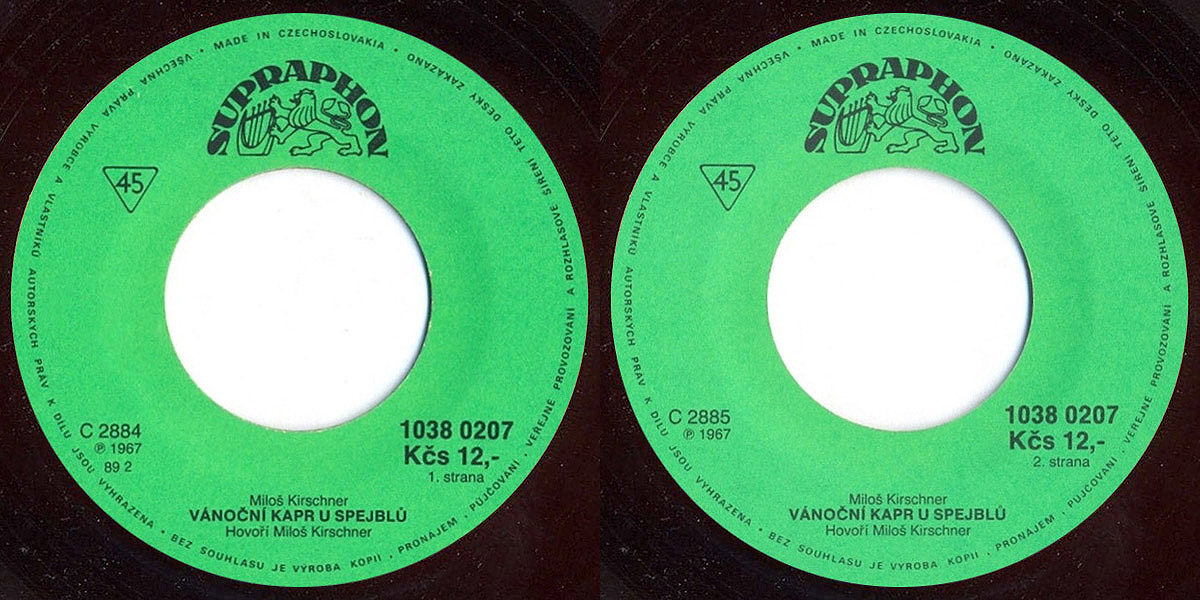 • MADE IN CZECHOSLOVAKIA •
VŠECHNA PRÁVA VÝROBCE A VLASTNÍKŮ AUTORSKÝCH PRÁV K DÍLU JSOU VYHRAZENA • BEZ SOUHLASU JE VÝROBA KOPIÍ, PRONÁJEM, PŮJČOVÁNÍ, VEŘEJNÉ PROVOZOVÁNÍ A ROZHLASOVÉ ŠÍŘENÍ TÉTO DESKY ZAKÁZÁNO
SUPRAPHON
45
C 2884
℗ 1967
89 2
1038 0207
Kčs 12,-
1. strana
Miloš Kirschner
VÁNOČNÍ KAPR U SPEJBLŮ
Hovoří Miloš Kirschner
• MADE IN CZECHOSLOVAKIA •
VŠECHNA PRÁVA VÝROBCE A VLASTNÍKŮ AUTORSKÝCH PRÁV K DÍLU JSOU VYHRAZENA • BEZ SOUHLASU JE VÝROBA KOPIÍ, PRONÁJEM, PŮJČOVÁNÍ, VEŘEJNÉ PROVOZOVÁNÍ A ROZHLASOVÉ ŠÍŘENÍ TÉTO DESKY ZAKÁZÁNO
SUPRAPHON
45
C 2885
℗ 1967
1038 0207
Kčs 12,-
2. strana
Miloš Kirschner
VÁNOČNÍ KAPR U SPEJBLŮ
Hovoří Miloš Kirschner